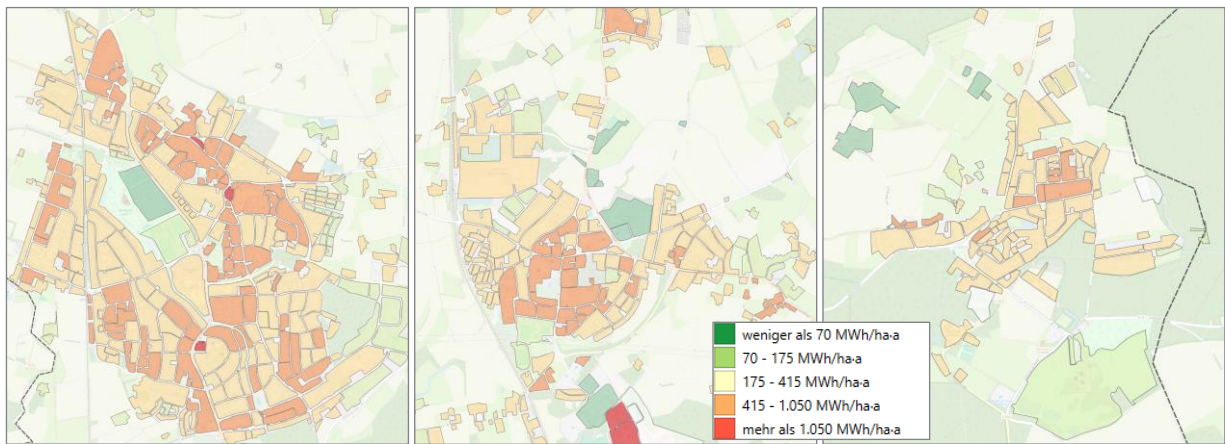 weniger als 70 MWh/ha·a
70 - 175 MWh/ha·a
175 - 415 MWh/ha·a
415 - 1.050 MWh/ha·a
mehr als 1.050 MWh/ha·a